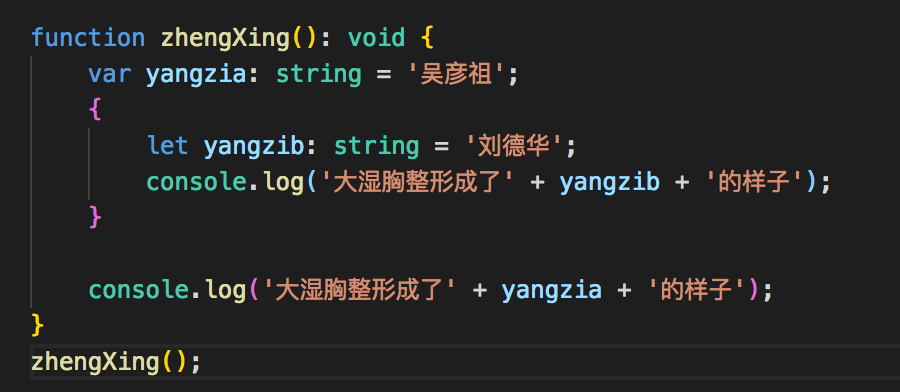 function zhengXing(): void {
    var yangzia: string = '吴彦祖';
    {
        let yangzib: string = '刘德华';
        console.log('大湿胸整形成了' + yangzib + '的样子');
    }

    console.log('大湿胸整形成了' + yangzia + '的样子');
}
zhengXing();